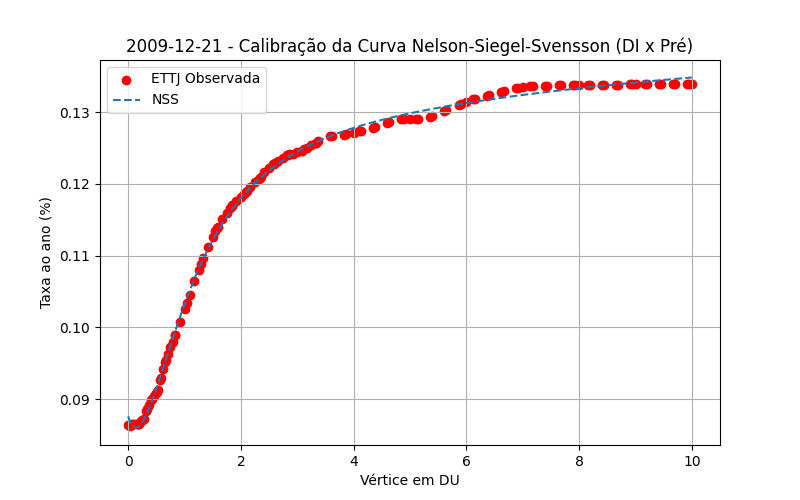 2009-12-21 - Calibração da Curva Nelson-Siegel-Svensson (DI x Pré)
ETTJ Observada
NSS
Taxa ao ano (%)
0.13
0.12
0.11
0.10
0.09
0 2 4 6 8 10
Vértice em DU